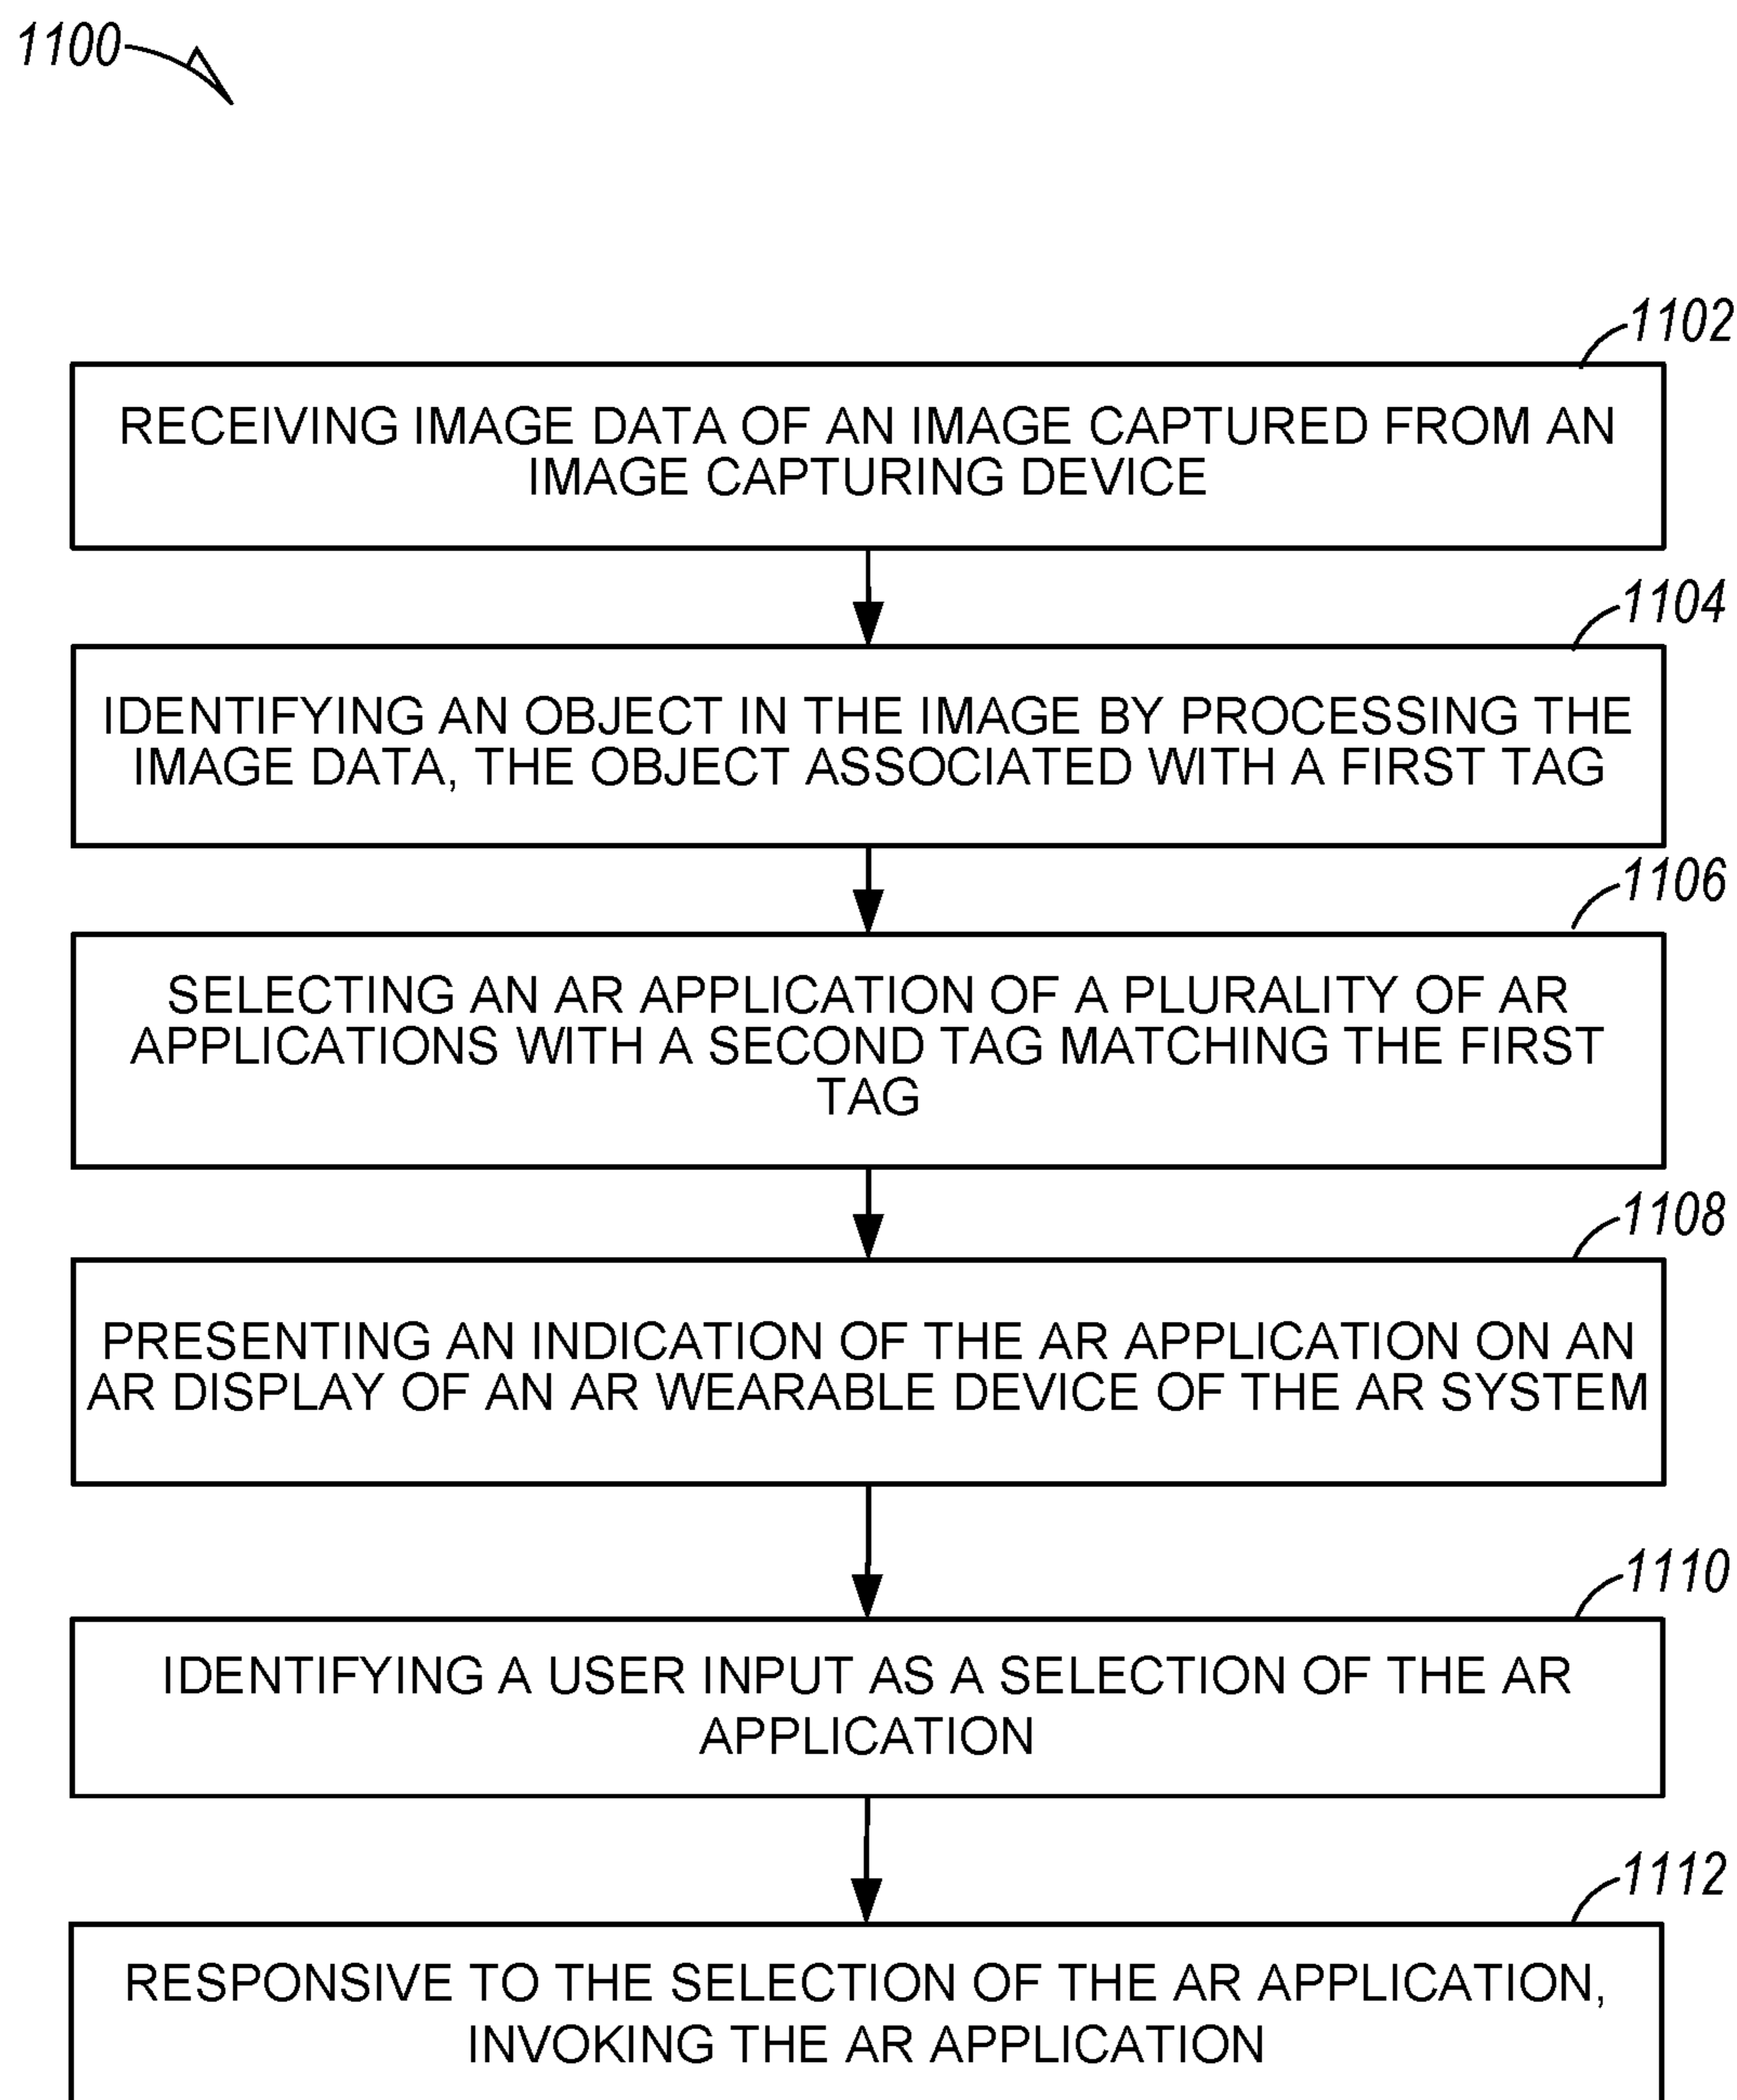 1100
1102
RECEIVING IMAGE DATA OF AN IMAGE CAPTURED FROM AN
IMAGE CAPTURING DEVICE
1104
IDENTIFYING AN OBJECT IN THE IMAGE BY PROCESSING THE
IMAGE DATA, THE OBJECT ASSOCIATED WITH A FIRST TAG
1106
SELECTING AN AR APPLICATION OF A PLURALITY OF AR
APPLICATIONS WITH A SECOND TAG MATCHING THE FIRST
TAG
1108
PRESENTING AN INDICATION OF THE AR APPLICATION ON AN
AR DISPLAY OF AN AR WEARABLE DEVICE OF THE AR SYSTEM
1110
IDENTIFYING A USER INPUT AS A SELECTION OF THE AR
APPLICATION
1112
RESPONSIVE TO THE SELECTION OF THE AR APPLICATION,
INVOKING THE AR APPLICATION